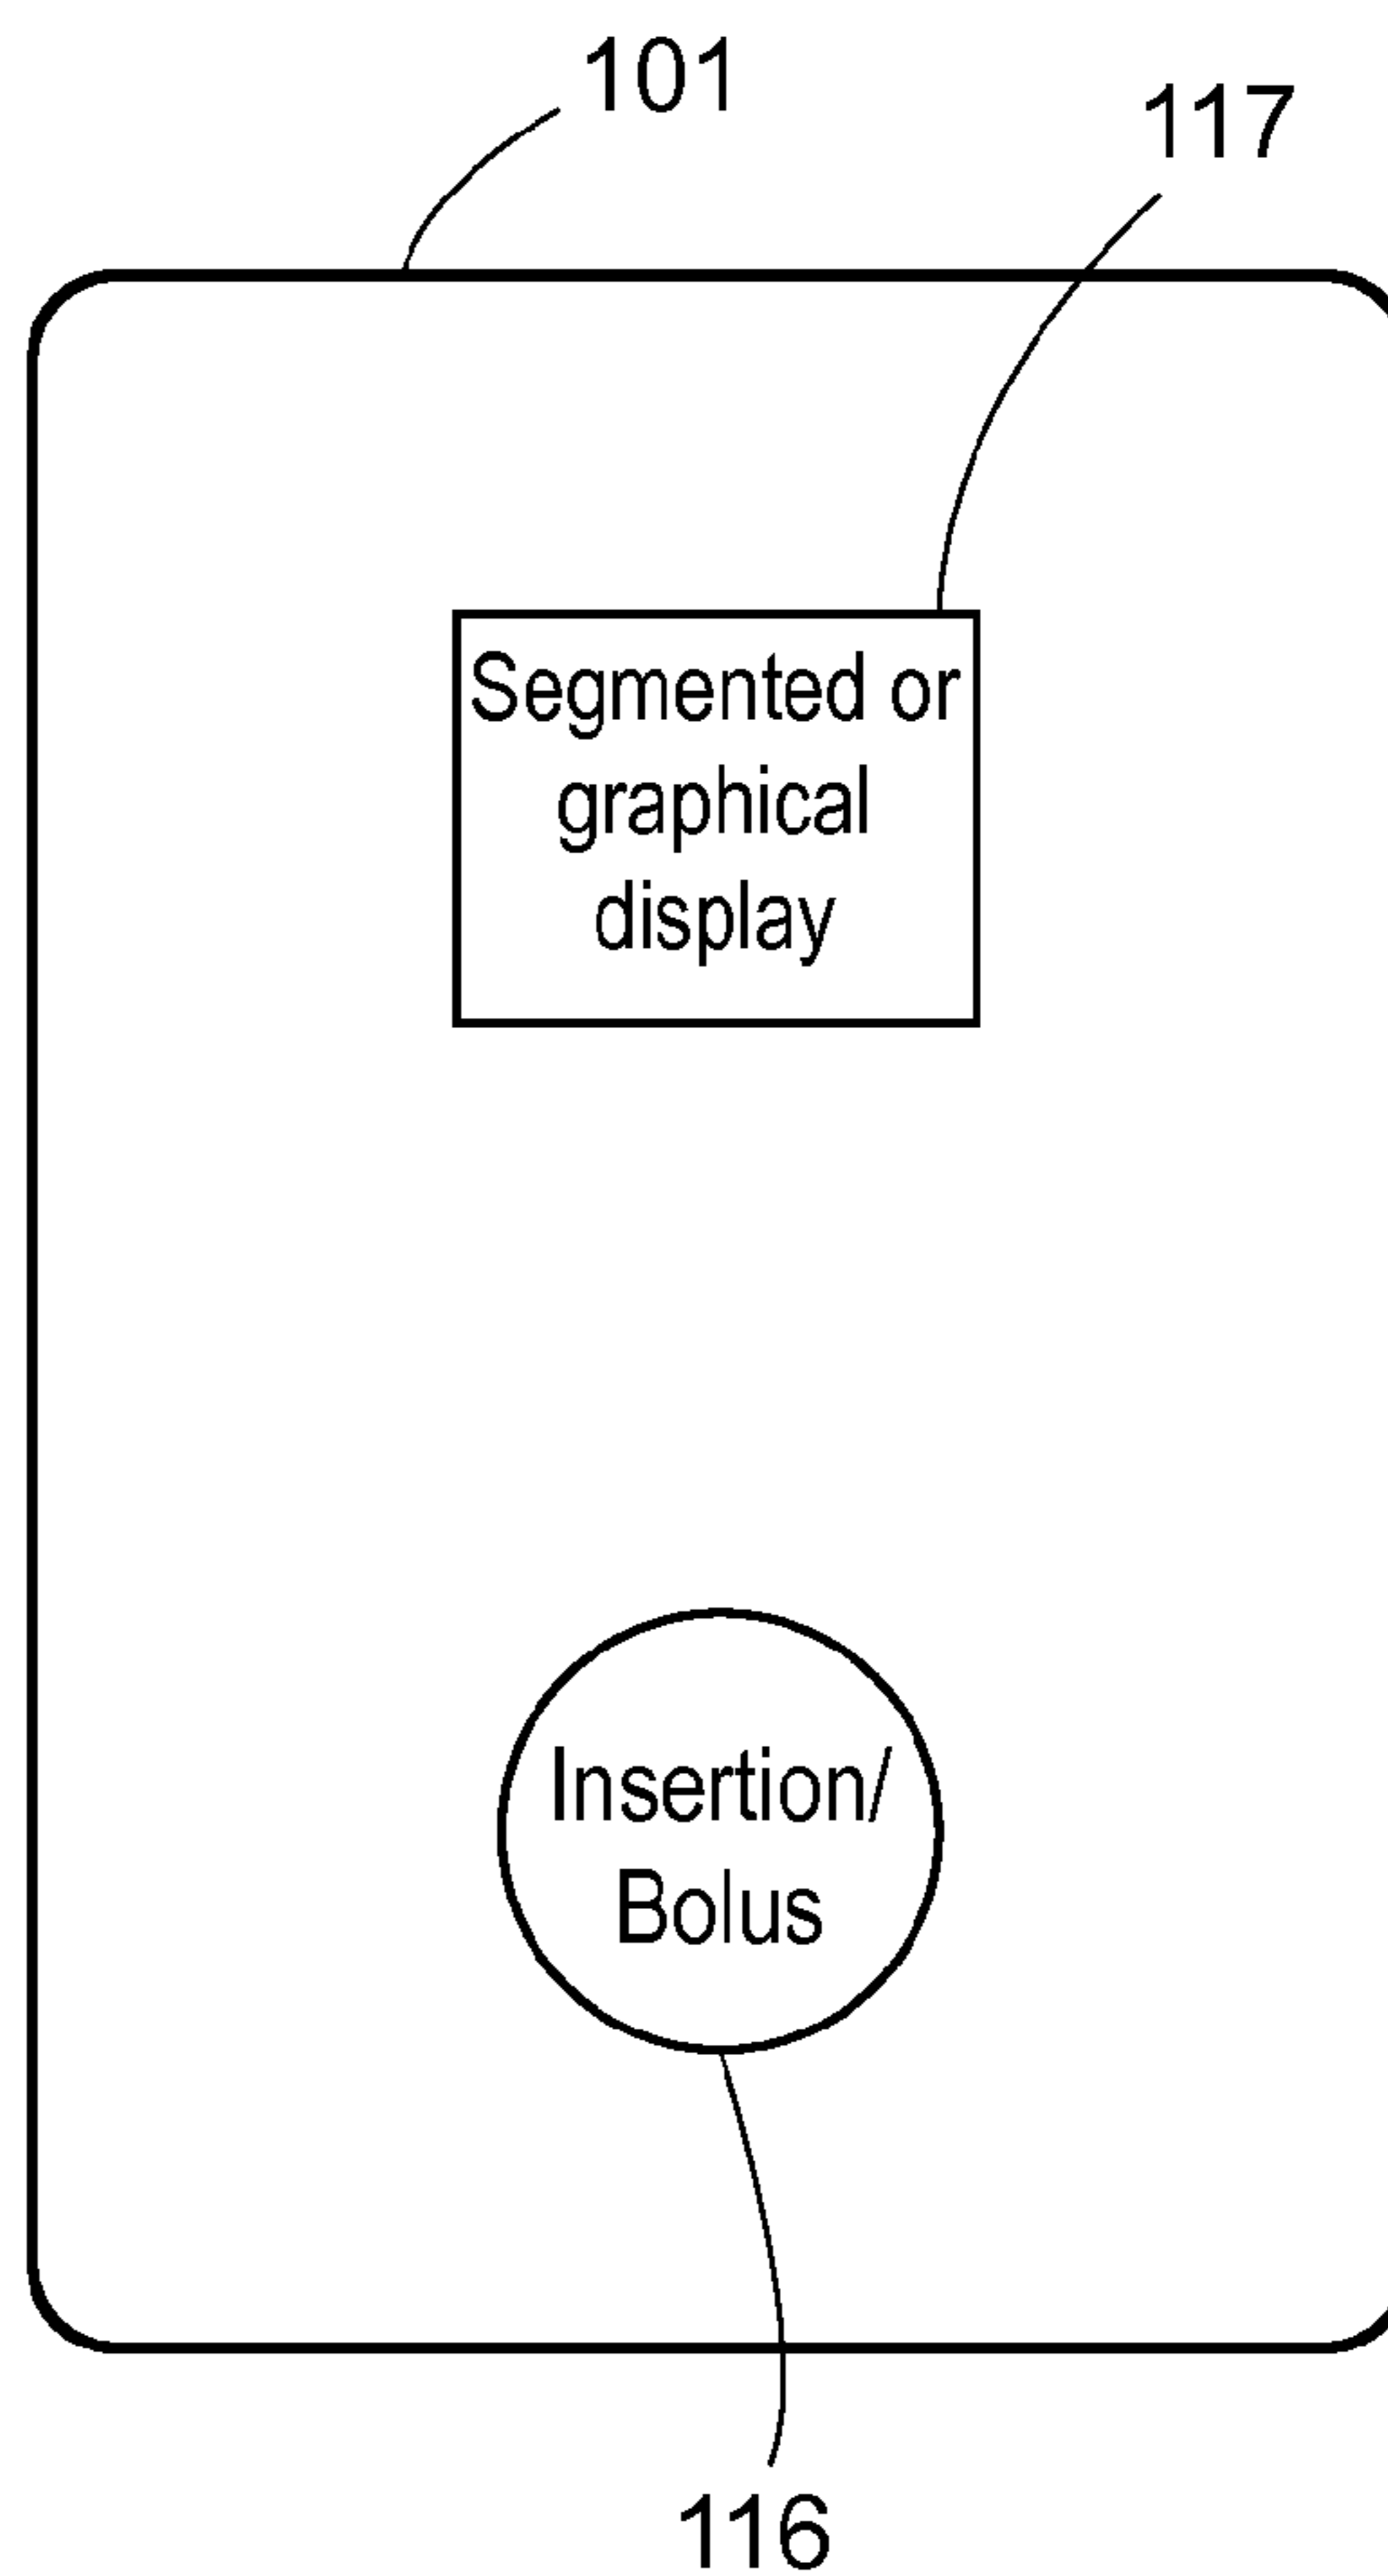 101
117
Segmented or
graphical
display
Insertion/
Bolus
116